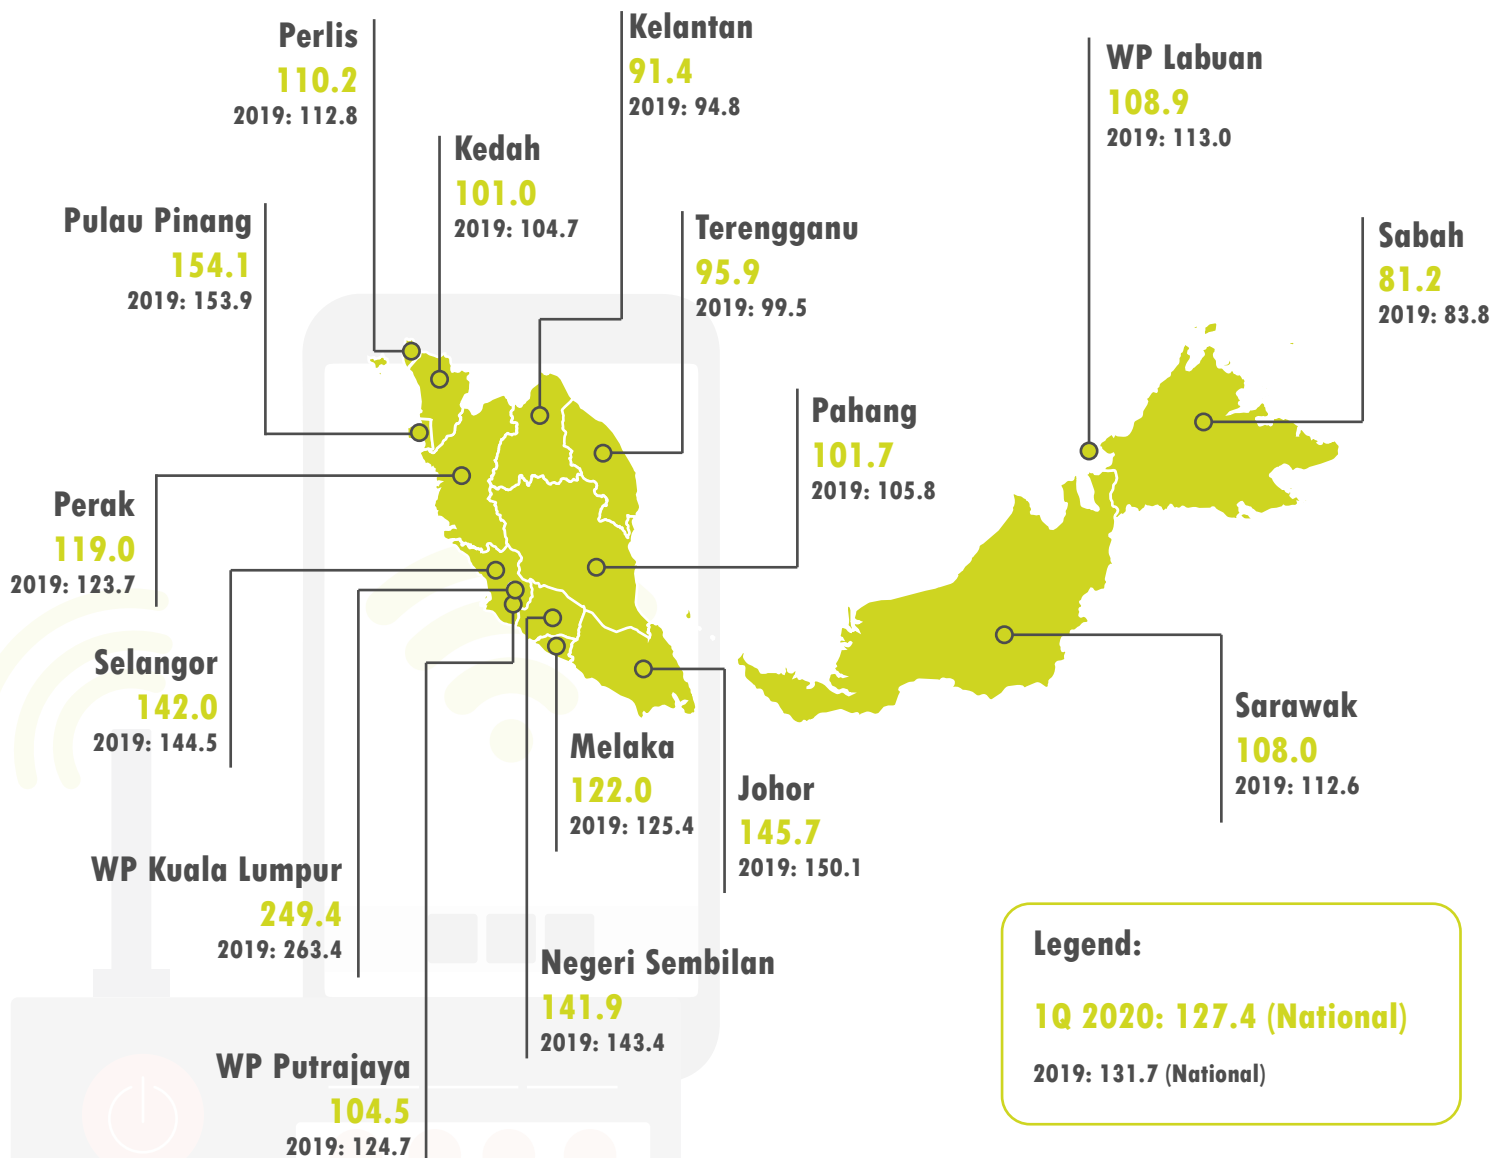 Perlis
110.2
2019: 112.8
Kelantan
91.4
2019: 94.8
WP Labuan
108.9
2019: 113.0
Kedah
101.0
2019: 104.7
Pulau Pinang
154.1
2019: 153.9
Terengganu
95.9
2019: 99.5
Sabah
81.2
2019: 83.8
Pahang
101.7
2019: 105.8
Perak
119.0
2019: 123.7
Selangor
142.0
2019: 144.5
Sarawak
108.0
2019: 112.6
Melaka
122.0
2019: 125.4
Johor
145.7
2019: 150.1
WP Kuala Lumpur
249.4
2019: 263.4
Negeri Sembilan
141.9
2019: 143.4
WP Putrajaya
104.5
2019: 124.7
Legend:
1Q 2020: 127.4 (National)
2019: 131.7 (National)